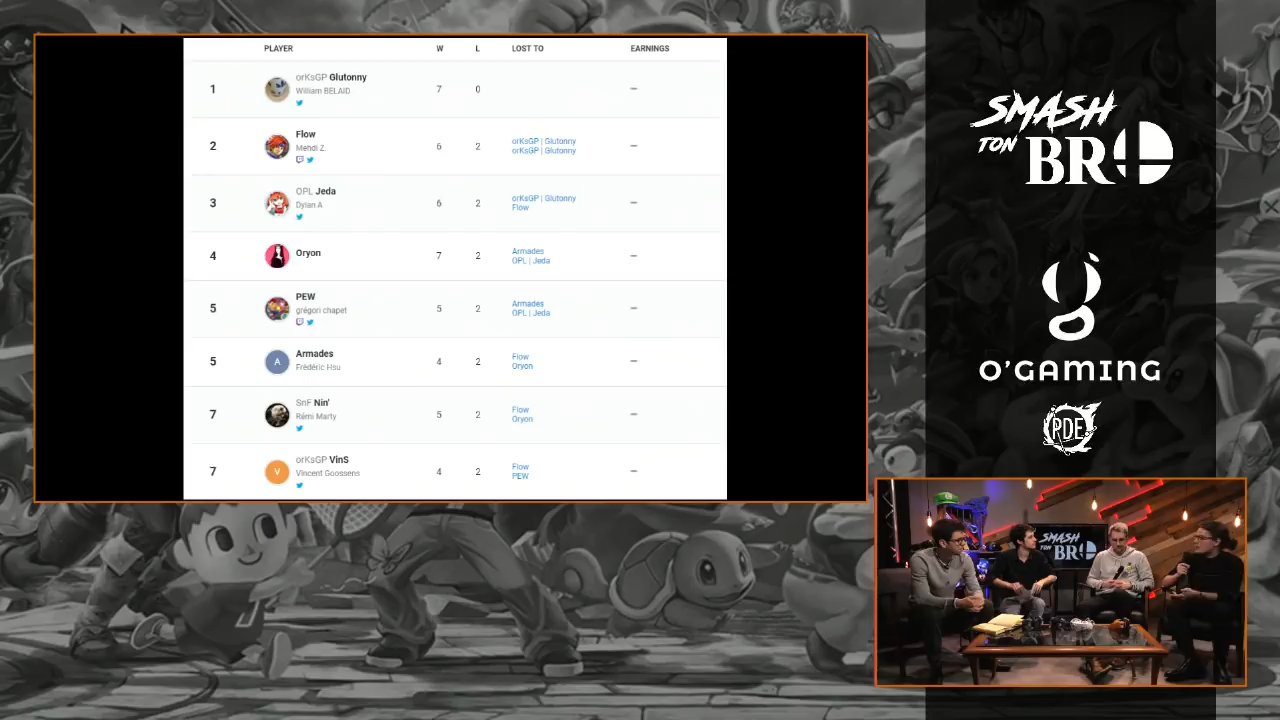 PLAYER W L LOST TO EARNINGS
1 orKsGP Glutonny 7 0 –
William BELAID
2 Flow 6 2 orKsGP | Glutonny –
Mehdi Z. orKsGP | Glutonny
3 OPL Jeda 6 2 orKsGP | Glutonny –
Dylan A Flow
4 Oryon 7 2 Armades –
OPL | Jeda
5 PEW 5 2 Armades –
grégori chapet OPL | Jeda
5 A Armades 4 2 Flow –
Frédéric Hsu Oryon
7 SnF Nin' 5 2 Flow –
Rémi Marty Oryon
7 V orKsGP VinS 4 2 Flow –
Vincent Goossens PEW
SMASH
TON BRO
O'GAMING
PDE
SMASH
TON BRO